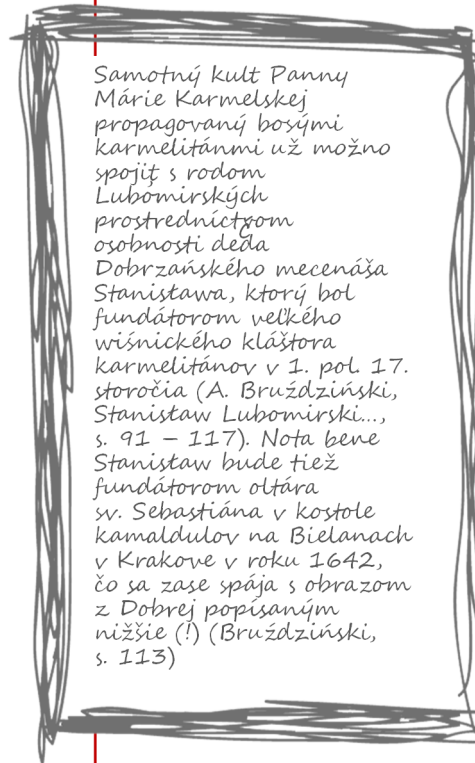 Samotný kult Panny
Márie Karmelskej
propagovaný bosými
karmelitánmi už možno
spojiť s rodom
Lubomirských
prostredníctvom
osobnosti deda
Dobrzańského mecenáša
Stanisława, ktorý bol
fundátorom veľkého
wiśnického kláštora
karmelitánov v 1. pol. 17.
storočia (A. Bruździński,
Stanisław Lubomirski...,
s. 91 – 117). Nota bene
Stanisław bude tiež
fundátorom oltára
sv. Sebastiána v kostole
kamaldulov na Bielanach
v Krakove v roku 1642,
čo sa zase spája s obrazom
z Dobrej popísaným
nižšie (!) (Bruździński,
s. 113)